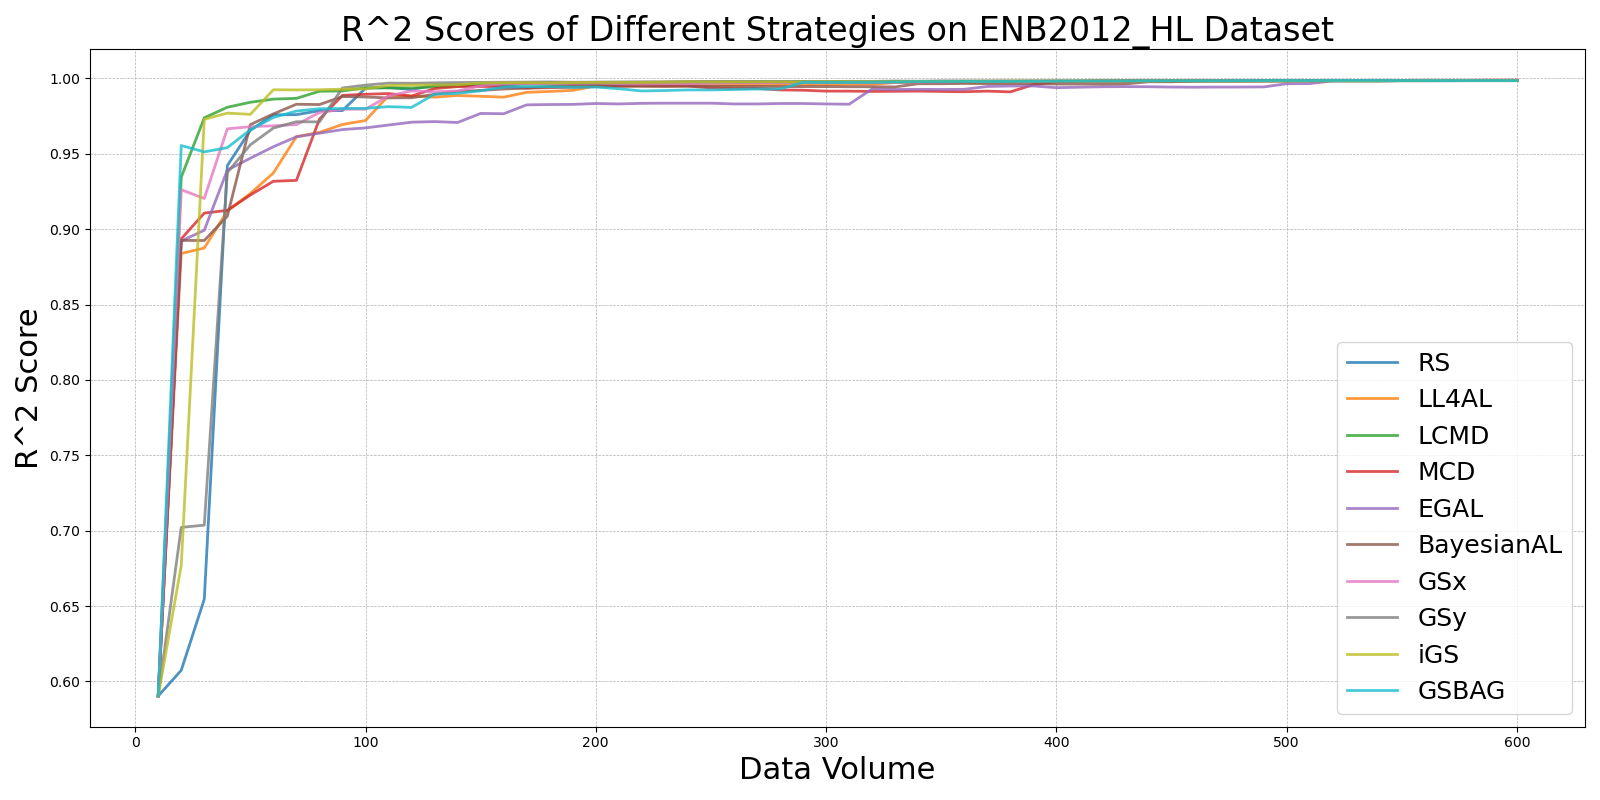 R^2 Scores of Different Strategies on ENB2012_HL Dataset
R^2 Score
1.00
0.95
0.90
0.85
0.80
0.75
0.70
0.65
0.60
RS
LL4AL
LCMD
MCD
EGAL
BayesianAL
GSx
GSy
iGS
GSBAG
0 100 200 300 400 500 600
Data Volume